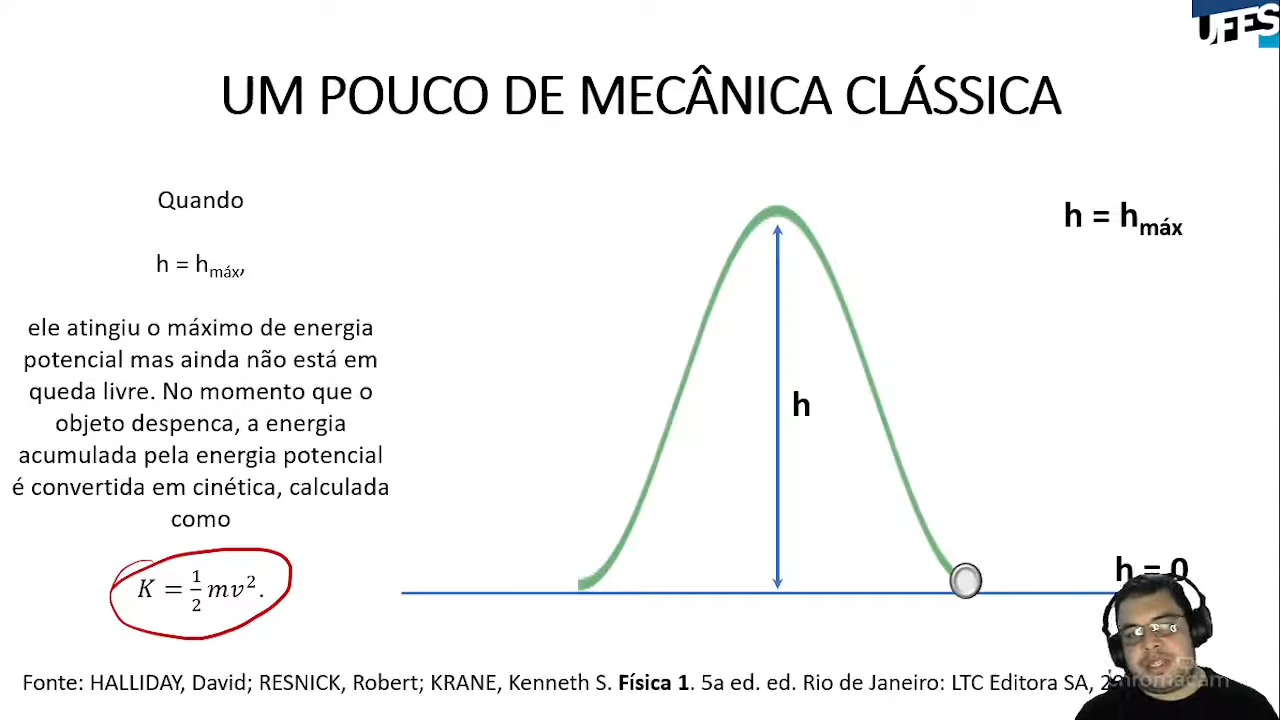 UFES
UM POUCO DE MECÂNICA CLÁSSICA
Quando
h = hmáx,
ele atingiu o máximo de energia
potencial mas ainda não está em
queda livre. No momento que o
objeto despenca, a energia
acumulada pela energia potencial
é convertida em cinética, calculada
como
K = 1/2 mv².
h = hmáx
h
h = 0
Fonte: HALLIDAY, David; RESNICK, Robert; KRANE, Kenneth S. Física 1. 5a ed. ed. Rio de Janeiro: LTC Editora SA,
chromacam